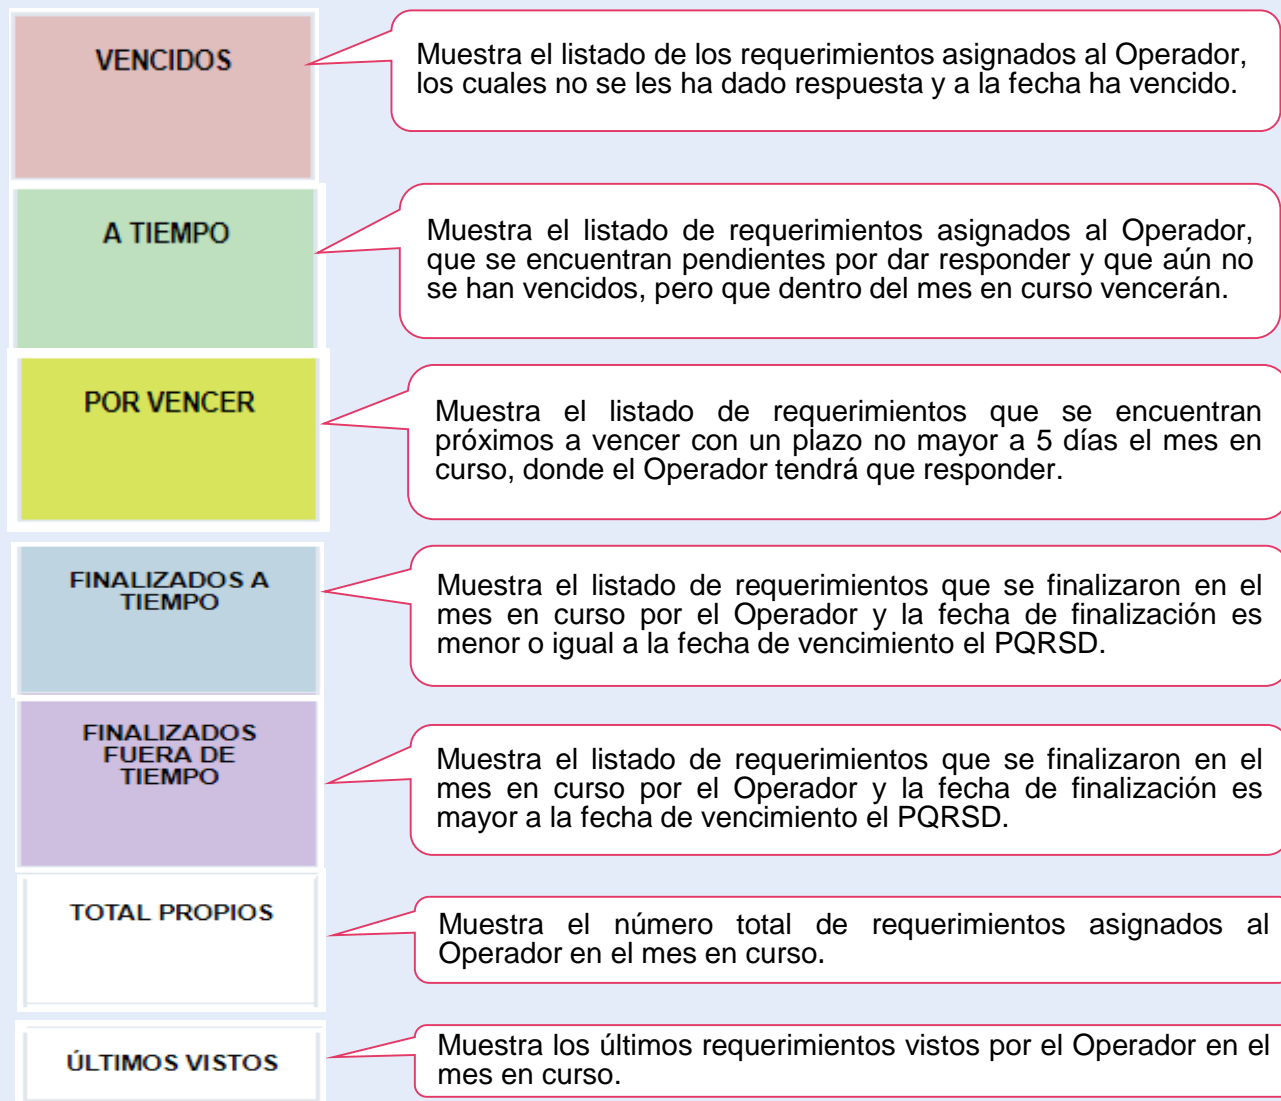 VENCIDOS
Muestra el listado de los requerimientos asignados al Operador,
los cuales no se les ha dado respuesta y a la fecha ha vencido.
A TIEMPO
Muestra el listado de requerimientos asignados al Operador,
que se encuentran pendientes por dar responder y que aún no
se han vencidos, pero que dentro del mes en curso vencerán.
POR VENCER
Muestra el listado de requerimientos que se encuentran
próximos a vencer con un plazo no mayor a 5 días el mes en
curso, donde el Operador tendrá que responder.
FINALIZADOS A
TIEMPO
Muestra el listado de requerimientos que se finalizaron en el
mes en curso por el Operador y la fecha de finalización es
menor o igual a la fecha de vencimiento el PQRSD.
FINALIZADOS
FUERA DE
TIEMPO
Muestra el listado de requerimientos que se finalizaron en el
mes en curso por el Operador y la fecha de finalización es
mayor a la fecha de vencimiento el PQRSD.
TOTAL PROPIOS
Muestra el número total de requerimientos asignados al
Operador en el mes en curso.
ÚLTIMOS VISTOS
Muestra los últimos requerimientos vistos por el Operador en el
mes en curso.